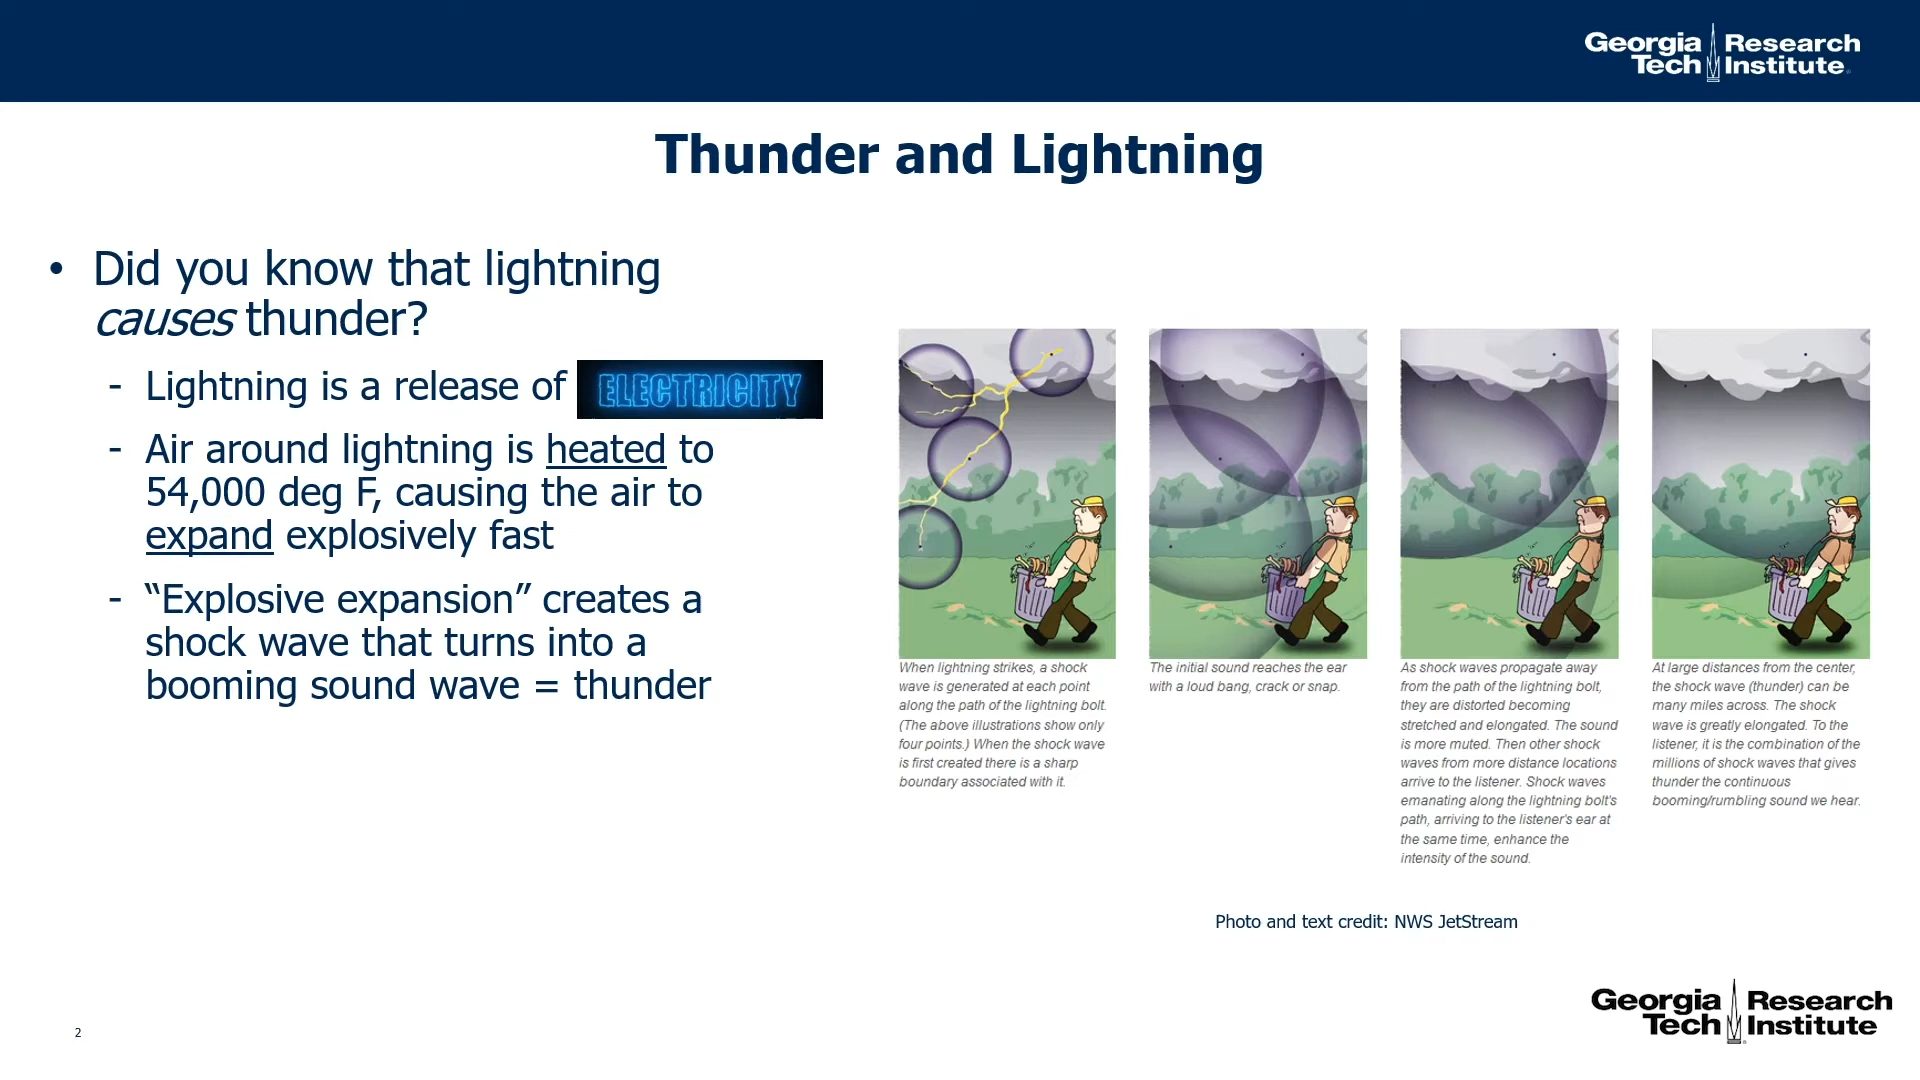 Georgia Tech Research Institute
Thunder and Lightning
• Did you know that lightning
causes thunder?
- Lightning is a release of ELECTRICITY
- Air around lightning is heated to
54,000 deg F, causing the air to
expand explosively fast
- “Explosive expansion” creates a
shock wave that turns into a
booming sound wave = thunder
When lightning strikes, a shock
wave is generated at each point
along the path of the lightning bolt.
(The above illustrations show only
four points.) When the shock wave
is first created there is a sharp
boundary associated with it.
The initial sound reaches the ear
with a loud bang, crack or snap.
As shock waves propagate away
from the path of the lightning bolt,
they are distorted becoming
stretched and elongated. The sound
is more muted. Then other shock
waves from more distance locations
arrive to the listener. Shock waves
emanating along the lightning bolt's
path, arriving to the listener's ear at
the same time, enhance the
intensity of the sound.
At large distances from the center,
the shock wave (thunder) can be
many miles across. The shock
wave is greatly elongated. To the
listener, it is the combination of the
millions of shock waves that gives
thunder the continuous
booming/rumbling sound we hear.
Photo and text credit: NWS JetStream
2
Georgia Tech Research Institute